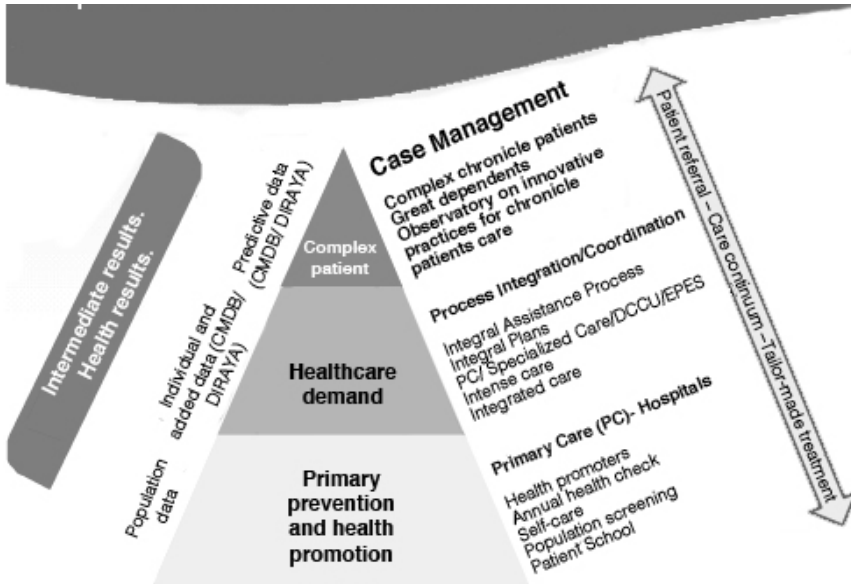 Intermediate results.
Health results.
Predictive data
(CMDB/ DIRAYA)
Individual and
added data (CMDB/
DIRAYA)
Population
data
Complex
patient
Healthcare
demand
Primary
prevention
and health
promotion
Case Management
Complex chronicle patients
Great dependents
Observatory on innovative
practices for chronicle
patients care
Process Integration/Coordination
Integral Assistance Process
Integral Plans
PC/ Specialized Care/DCCU/EPES
Intense care
Integrated care
Primary Care (PC)- Hospitals
Health promoters
Annual health check
Self-care
Population screening
Patient School
Patient referral – Care continuum –Tailor-made treatment